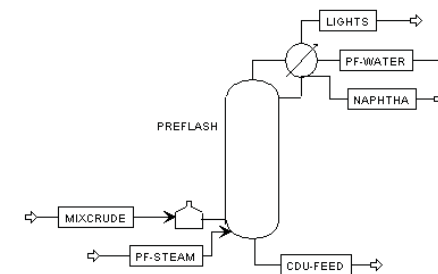 LIGHTS
PF-WATER
NAPHTHA
PREFLASH
MIXCRUDE
PF-STEAM
CDU-FEED